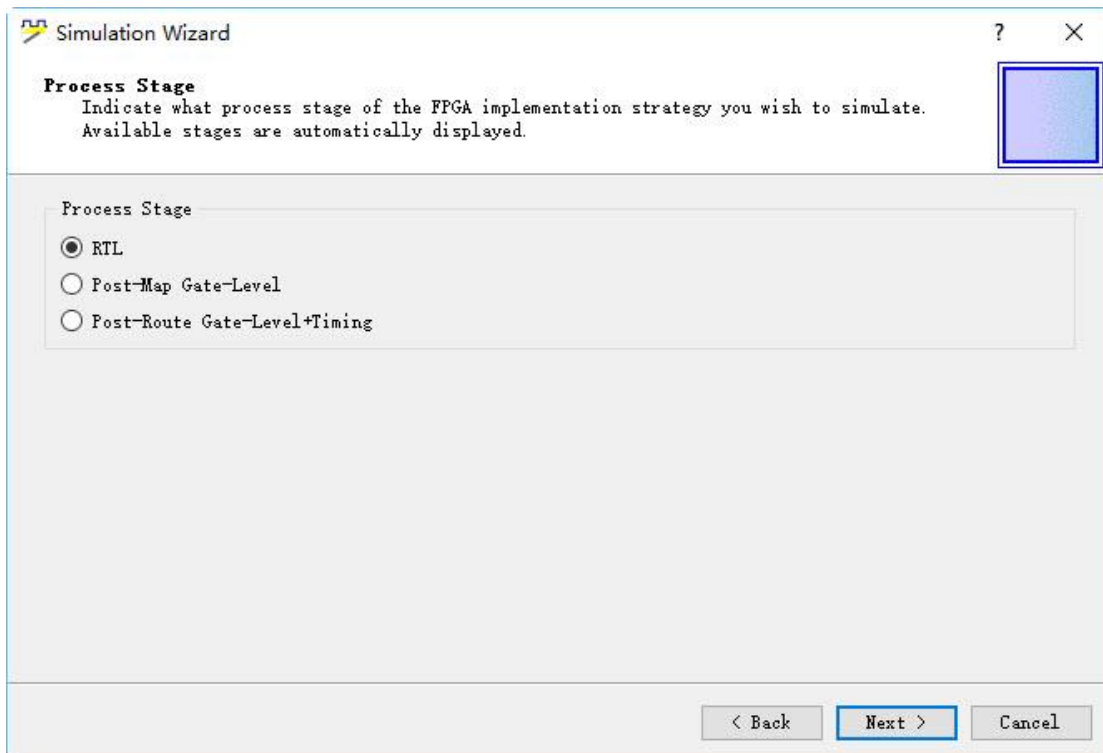 Simulation Wizard
Process Stage
Indicate what process stage of the FPGA implementation strategy you wish to simulate.
Available stages are automatically displayed.
Process Stage
RTL
Post-Map Gate-Level
Post-Route Gate-Level+Timing
< Back Next > Cancel